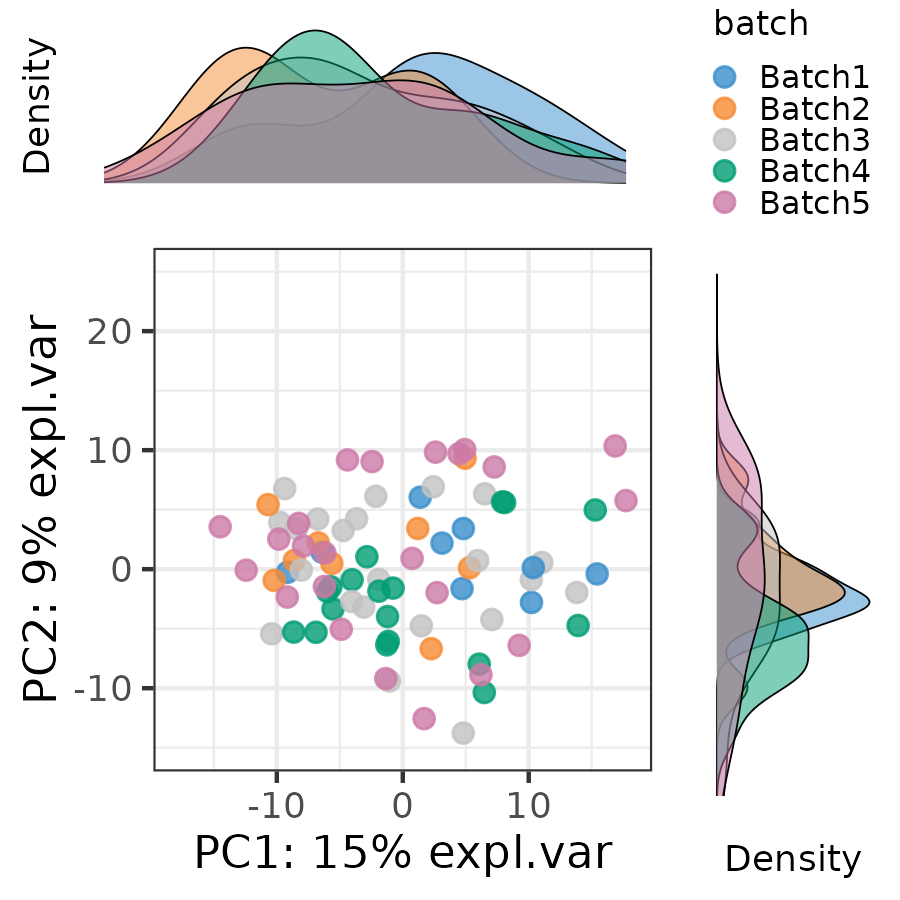 Density
batch
Batch1
Batch2
Batch3
Batch4
Batch5
PC2: 9% expl.var
20
10
0
-10
-10 0 10
PC1: 15% expl.var
Density